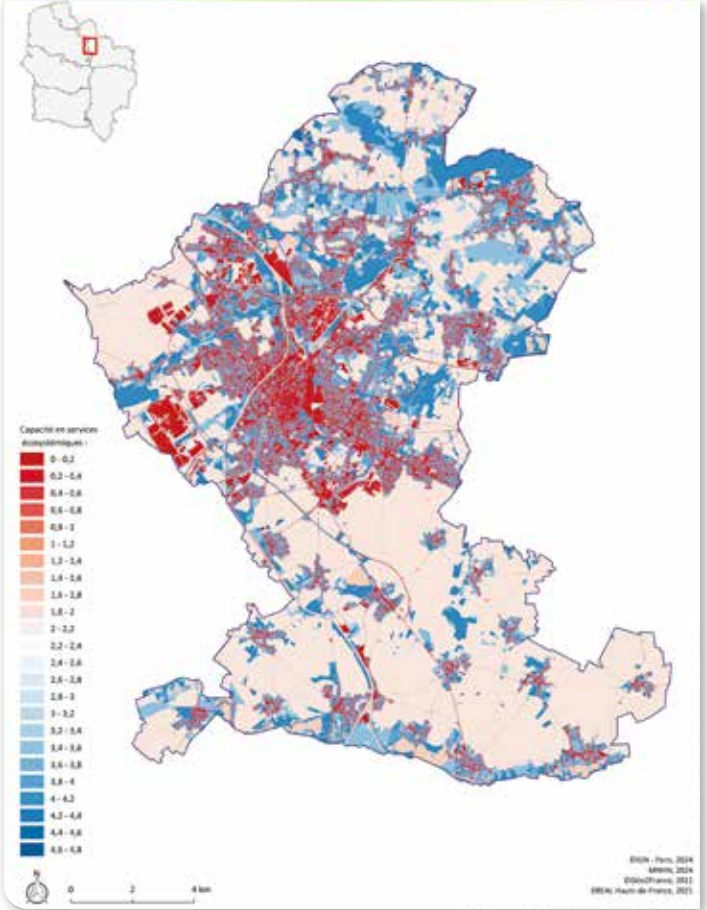 Capacité en services
écosystémiques :
0 - 0,2
0,2 - 0,4
0,4 - 0,6
0,6 - 0,8
0,8 - 1
1 - 1,2
1,2 - 1,4
1,4 - 1,6
1,6 - 1,8
1,8 - 2
2 - 2,2
2,2 - 2,4
2,4 - 2,6
2,6 - 2,8
2,8 - 3
3 - 3,2
3,2 - 3,4
3,4 - 3,6
3,6 - 3,8
3,8 - 4
4 - 4,2
4,2 - 4,4
4,4 - 4,6
4,6 - 4,8
N
0 2 4 km
©IGN - Paris, 2024
MNHN, 2024
©Géo2France, 2021
DREAL Hauts-de-France, 2021